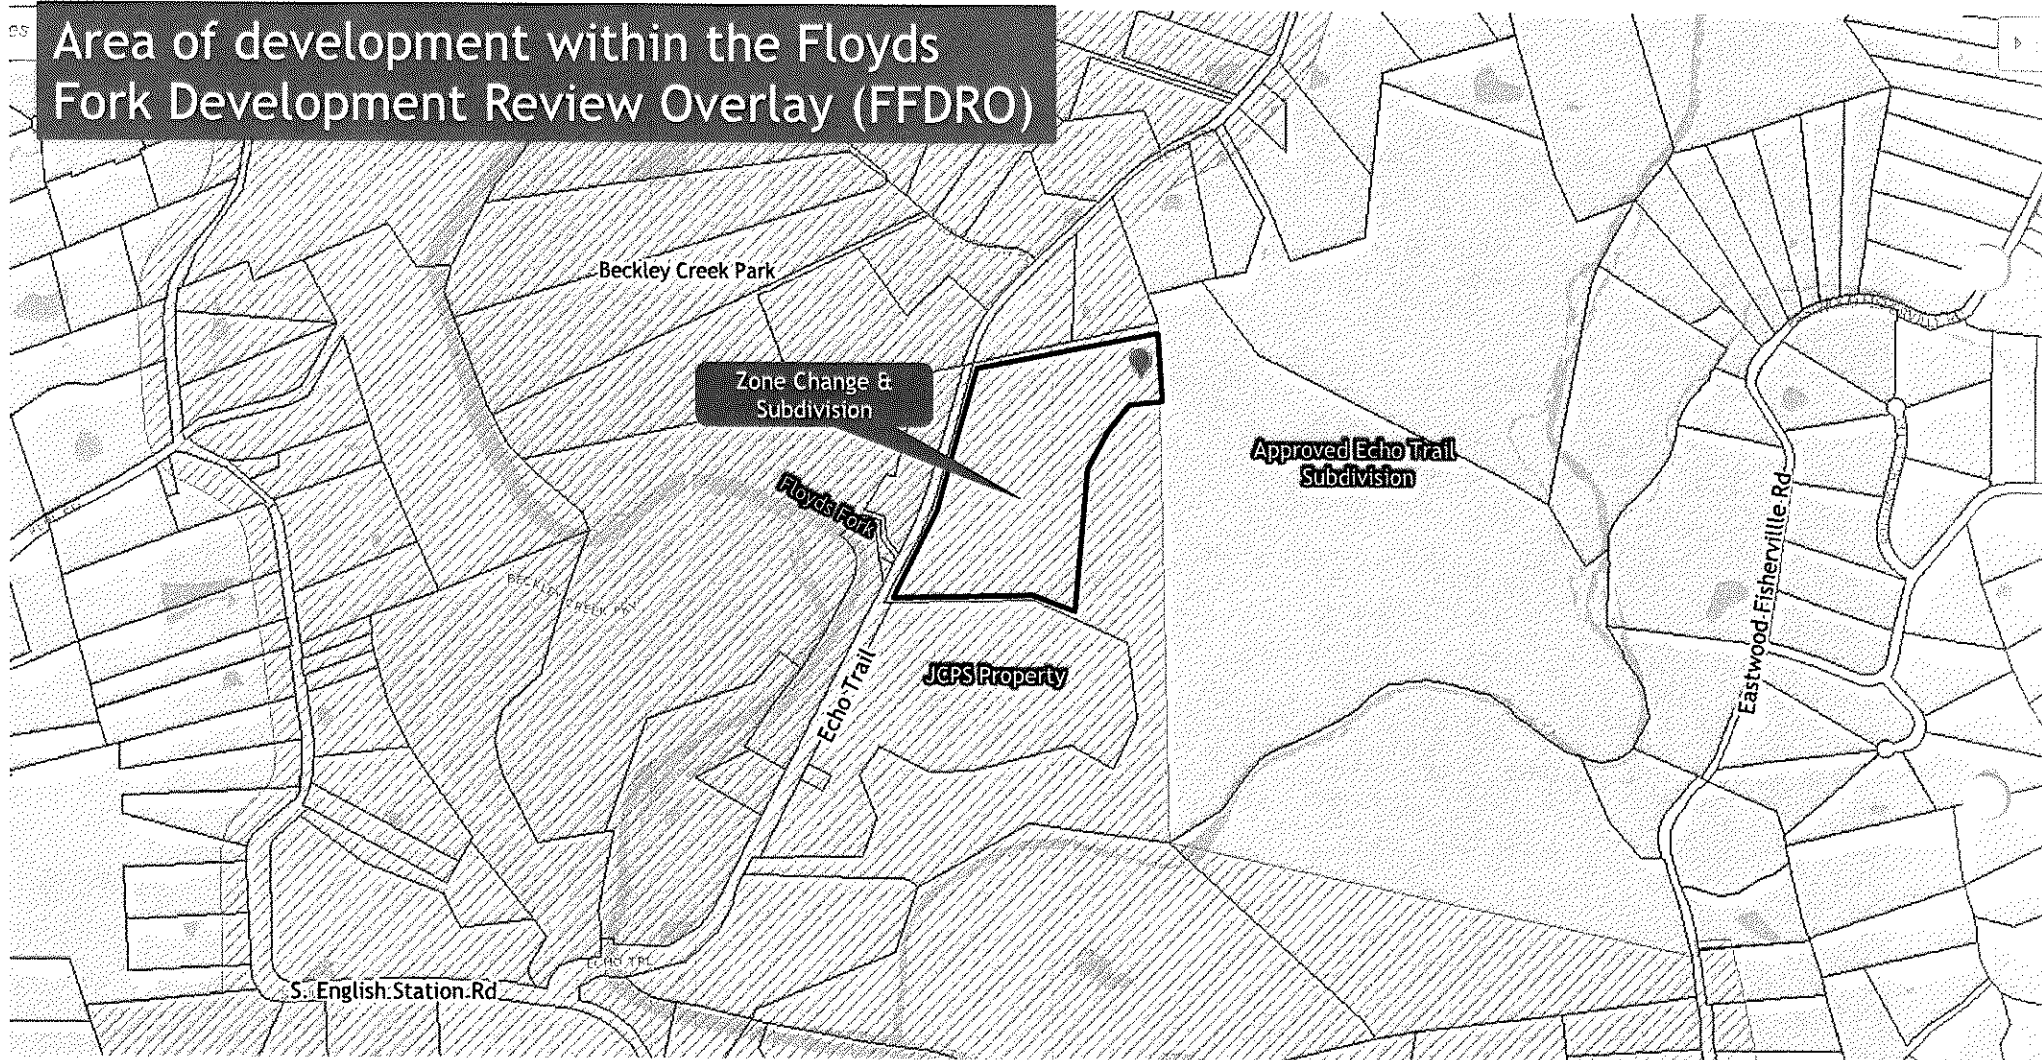 Area of development within the Floyds
Fork Development Review Overlay (FFDRO)
Beckley Creek Park
Zone Change &
Subdivision
Approved Echo Trail
Subdivision
Floyds Fork
BECKLEY CREEK PKY
Eastwood-Fisherville Rd
JCPS Property
Echo Trail
ECHO TRL
S. English Station Rd